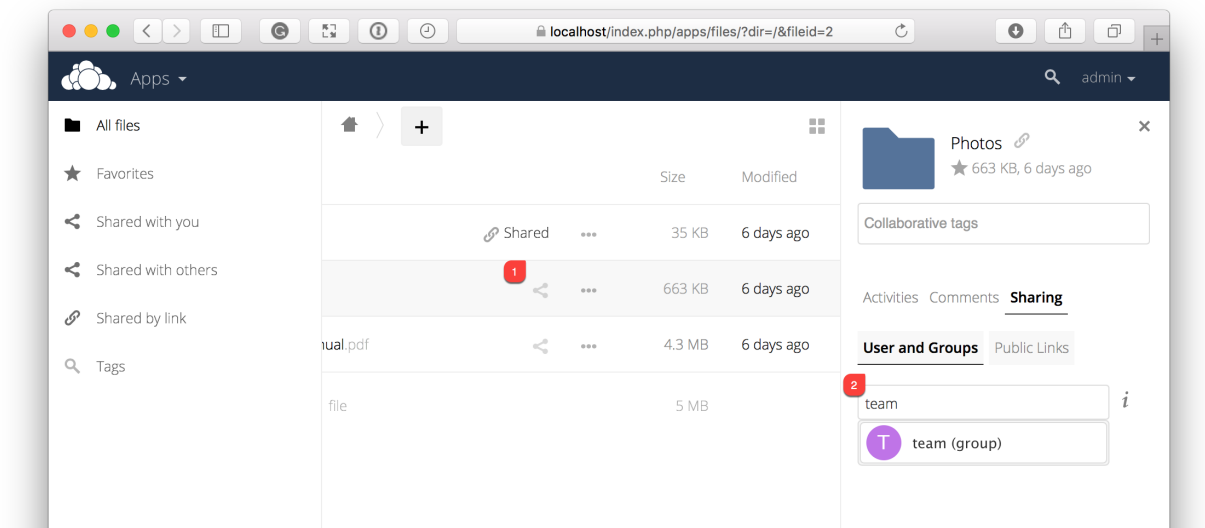 localhost/index.php/apps/files/?dir=/&fileid=2
Apps
admin
All files
Favorites
Shared with you
Shared with others
Shared by link
Tags
+
Size Modified
Shared 35 KB 6 days ago
1
663 KB 6 days ago
nual.pdf 4.3 MB 6 days ago
file 5 MB
Photos
663 KB, 6 days ago
Collaborative tags
Activities Comments Sharing
User and Groups Public Links
2
team
i
T team (group)